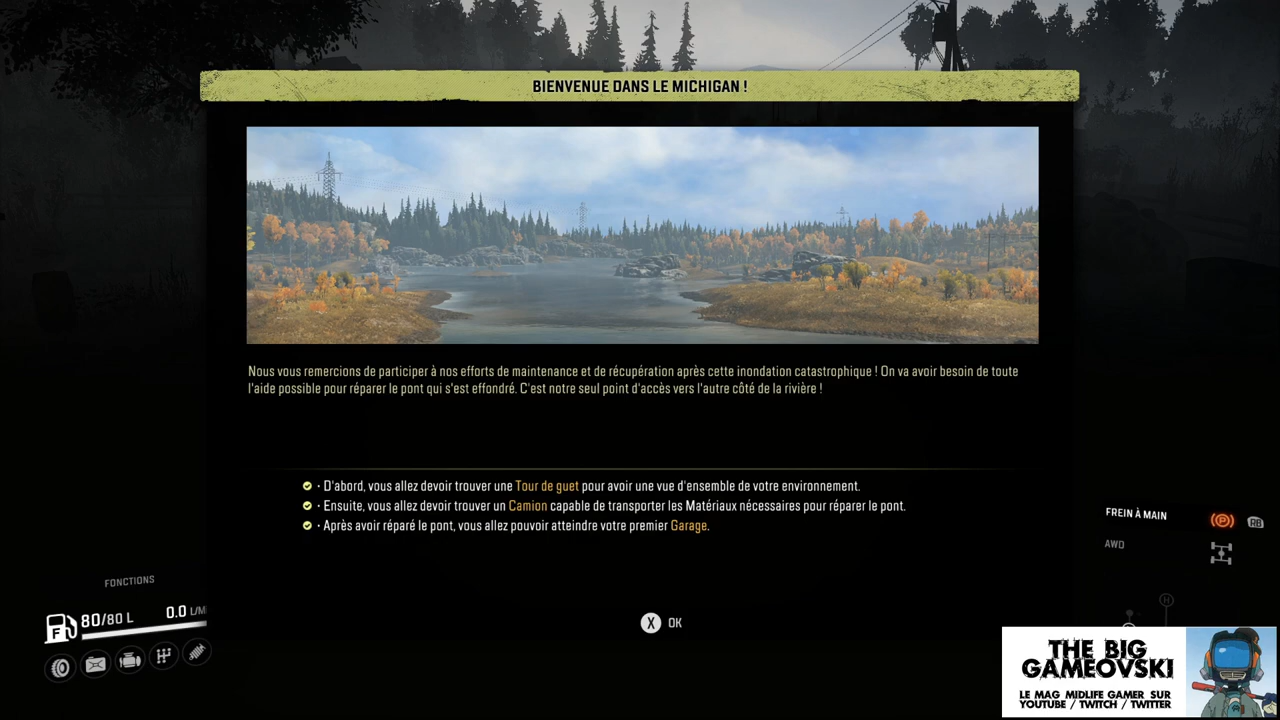 BIENVENUE DANS LE MICHIGAN !
Nous vous remercions de participer à nos efforts de maintenance et de récupération après cette inondation catastrophique ! On va avoir besoin de toute
l'aide possible pour réparer le pont qui s'est effondré. C'est notre seul point d'accès vers l'autre côté de la rivière !
· D'abord, vous allez devoir trouver une Tour de guet pour avoir une vue d'ensemble de votre environnement.
· Ensuite, vous allez devoir trouver un Camion capable de transporter les Matériaux nécessaires pour réparer le pont.
· Après avoir réparé le pont, vous allez pouvoir atteindre votre premier Garage.
FREIN À MAIN (P) RB
AWD
FONCTIONS
F 80/80 L 0.0 L/Mi
X OK
H
THE BIG
GAMEOVSKI
LE MAG MIDLIFE GAMER SUR
YOUTUBE / TWITCH / TWITTER